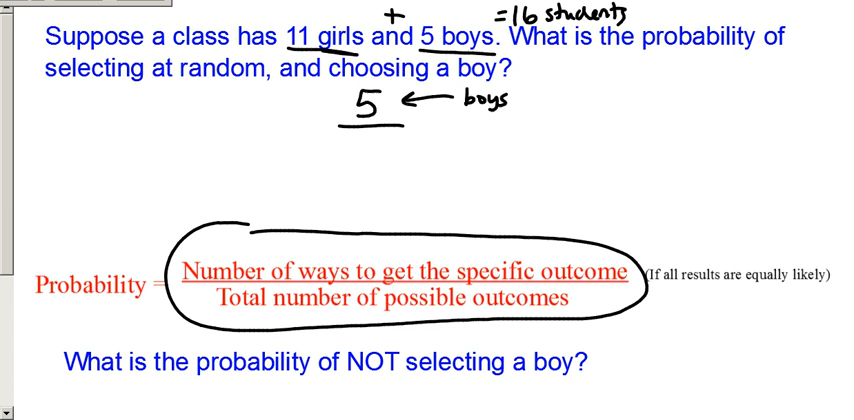 + =16 students
Suppose a class has 11 girls and 5 boys. What is the probability of
selecting at random, and choosing a boy?
5 ← boys
Probability = Number of ways to get the specific outcome (If all results are equally likely)
Total number of possible outcomes
What is the probability of NOT selecting a boy?